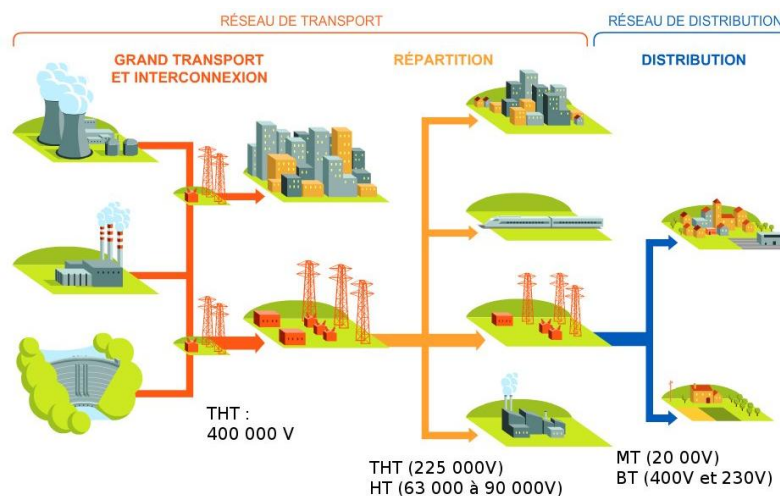 RÉSEAU DE TRANSPORT
RÉSEAU DE DISTRIBUTION
GRAND TRANSPORT
ET INTERCONNEXION
RÉPARTITION
DISTRIBUTION
THT :
400 000 V
THT (225 000V)
HT (63 000 à 90 000V)
MT (20 00V)
BT (400V et 230V)